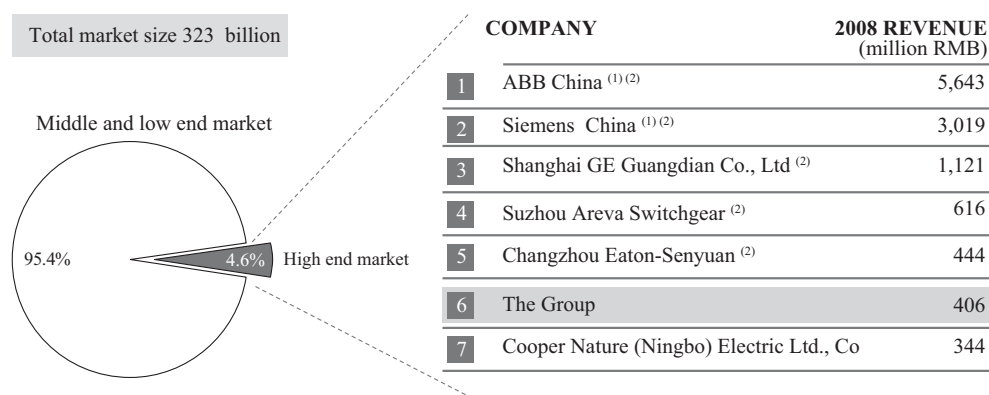 Total market size 323 billion
Middle and low end market
95.4%
4.6%
High end market
COMPANY 2008 REVENUE
(million RMB)
1 ABB China (1) (2) 5,643
2 Siemens China (1) (2) 3,019
3 Shanghai GE Guangdian Co., Ltd (2) 1,121
4 Suzhou Areva Switchgear (2) 616
5 Changzhou Eaton-Senyuan (2) 444
6 The Group 406
7 Cooper Nature (Ningbo) Electric Ltd., Co 344